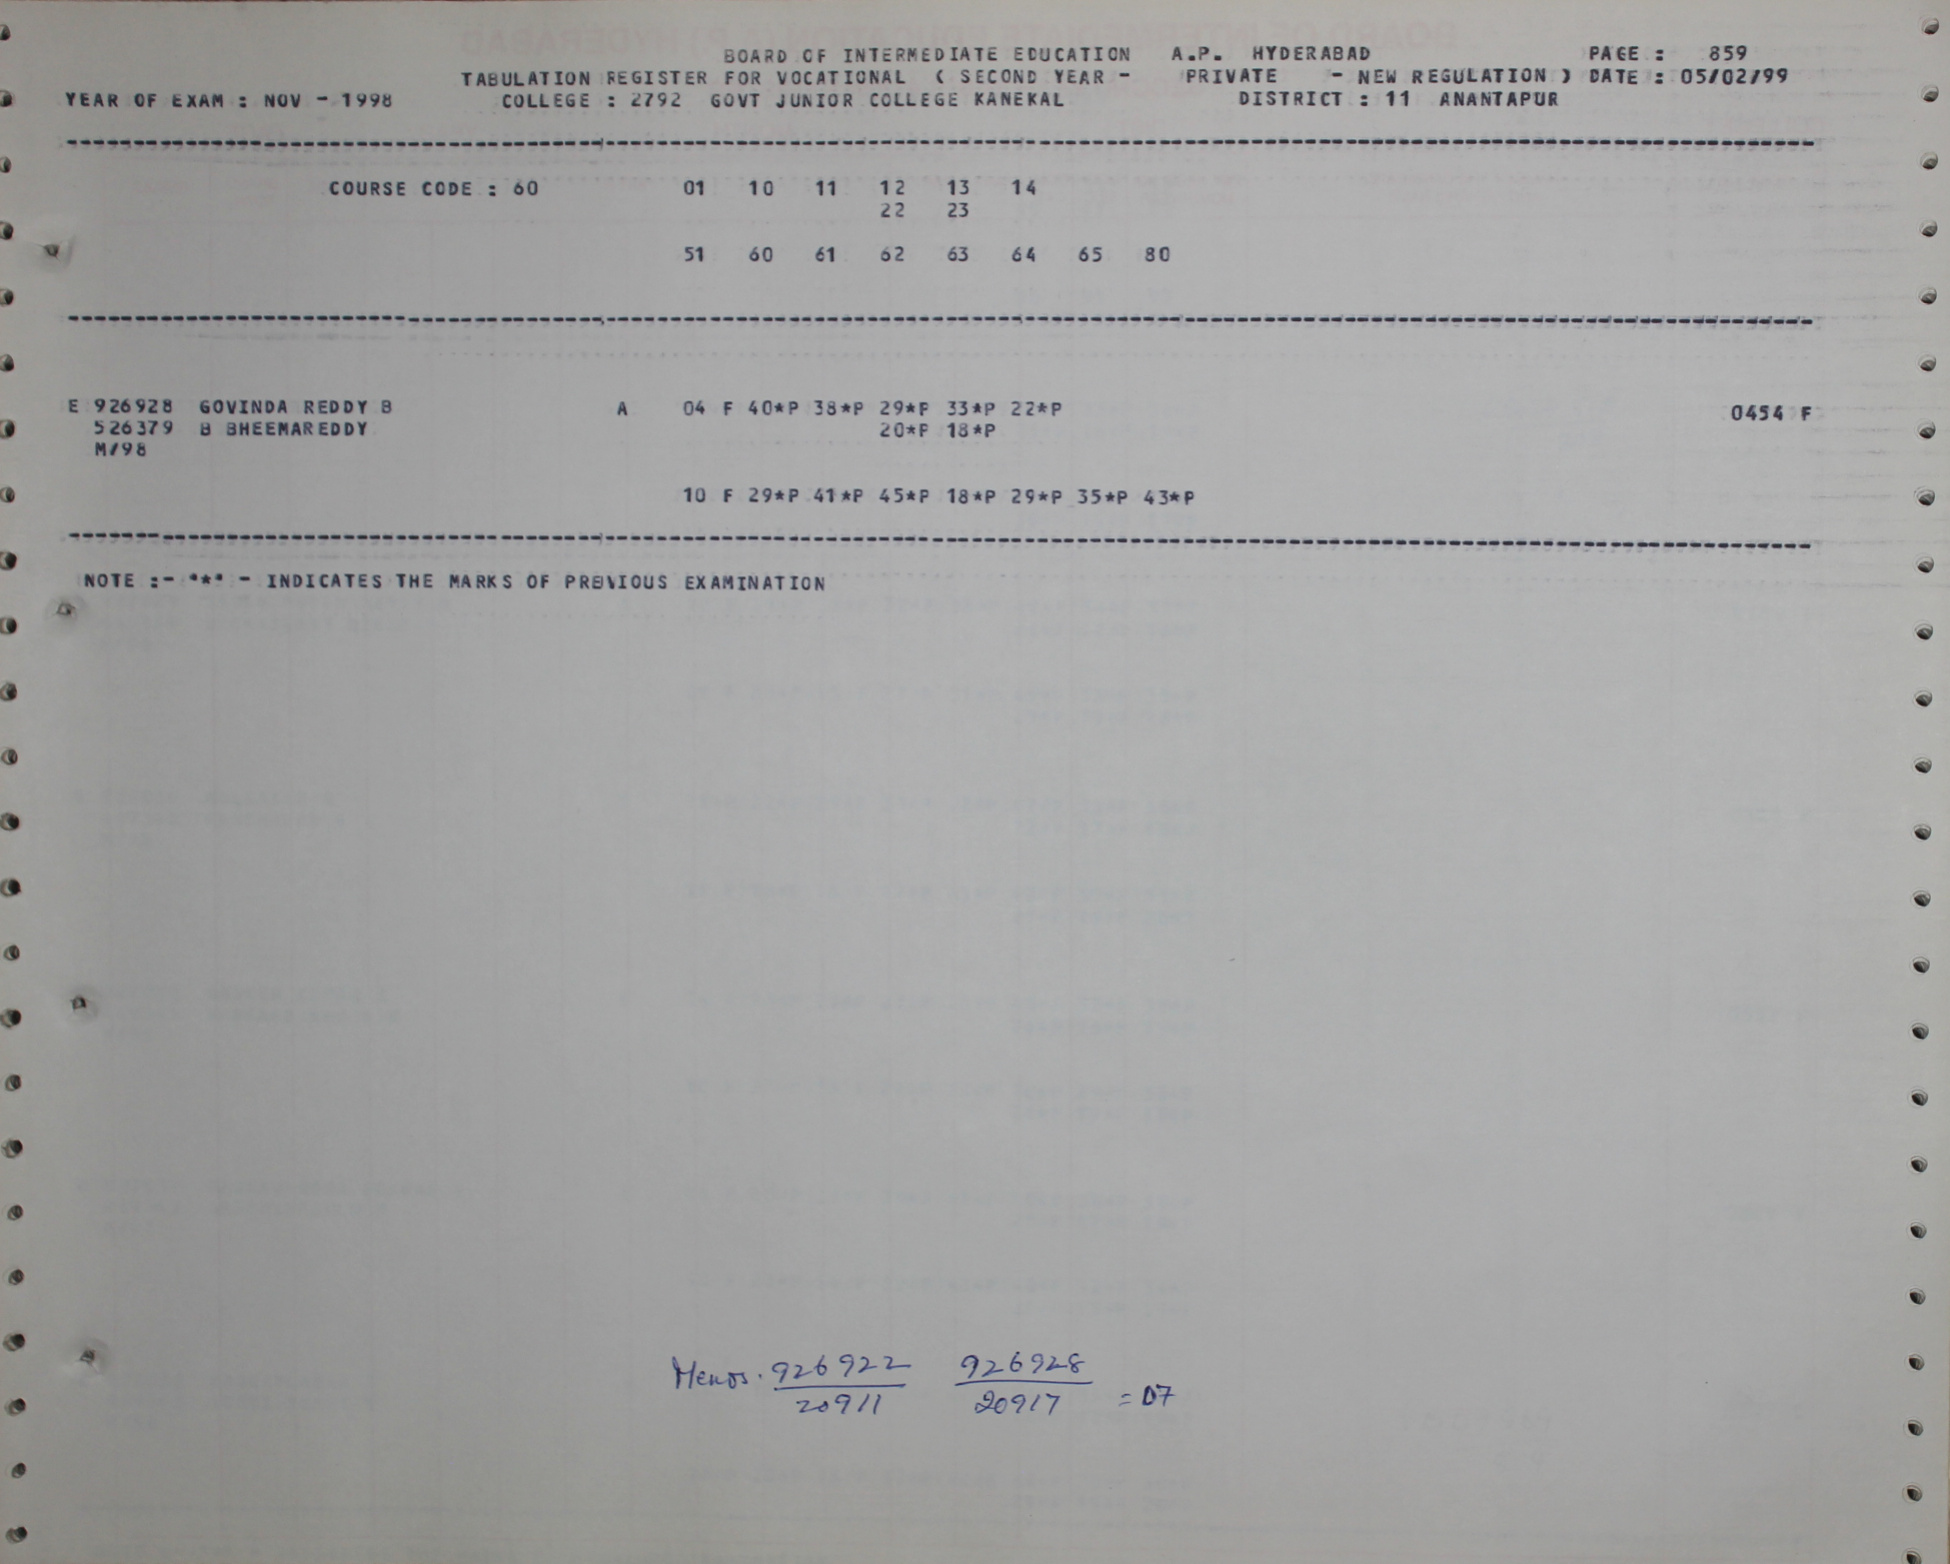 BOARD OF INTERMEDIATE EDUCATION A.P. HYDERABAD PAGE : 859
TABULATION REGISTER FOR VOCATIONAL ( SECOND YEAR - PRIVATE - NEW REGULATION ) DATE : 05/02/99
YEAR OF EXAM : NOV - 1998 COLLEGE : 2792 GOVT JUNIOR COLLEGE KANEKAL DISTRICT : 11 ANANTAPUR
COURSE CODE : 60 01 10 11 12 13 14
22 23
51 60 61 62 63 64 65 80
E 926928 GOVINDA REDDY B A 04 F 40*P 38*P 29*P 33*P 22*P 0454 F
526379 B BHEEMAREDDY 20*P 18*P
M/98
10 F 29*P 41*P 45*P 18*P 29*P 35*P 43*P
NOTE :- "*" - INDICATES THE MARKS OF PREVIOUS EXAMINATION
926922 926928
20911 20917 = 07